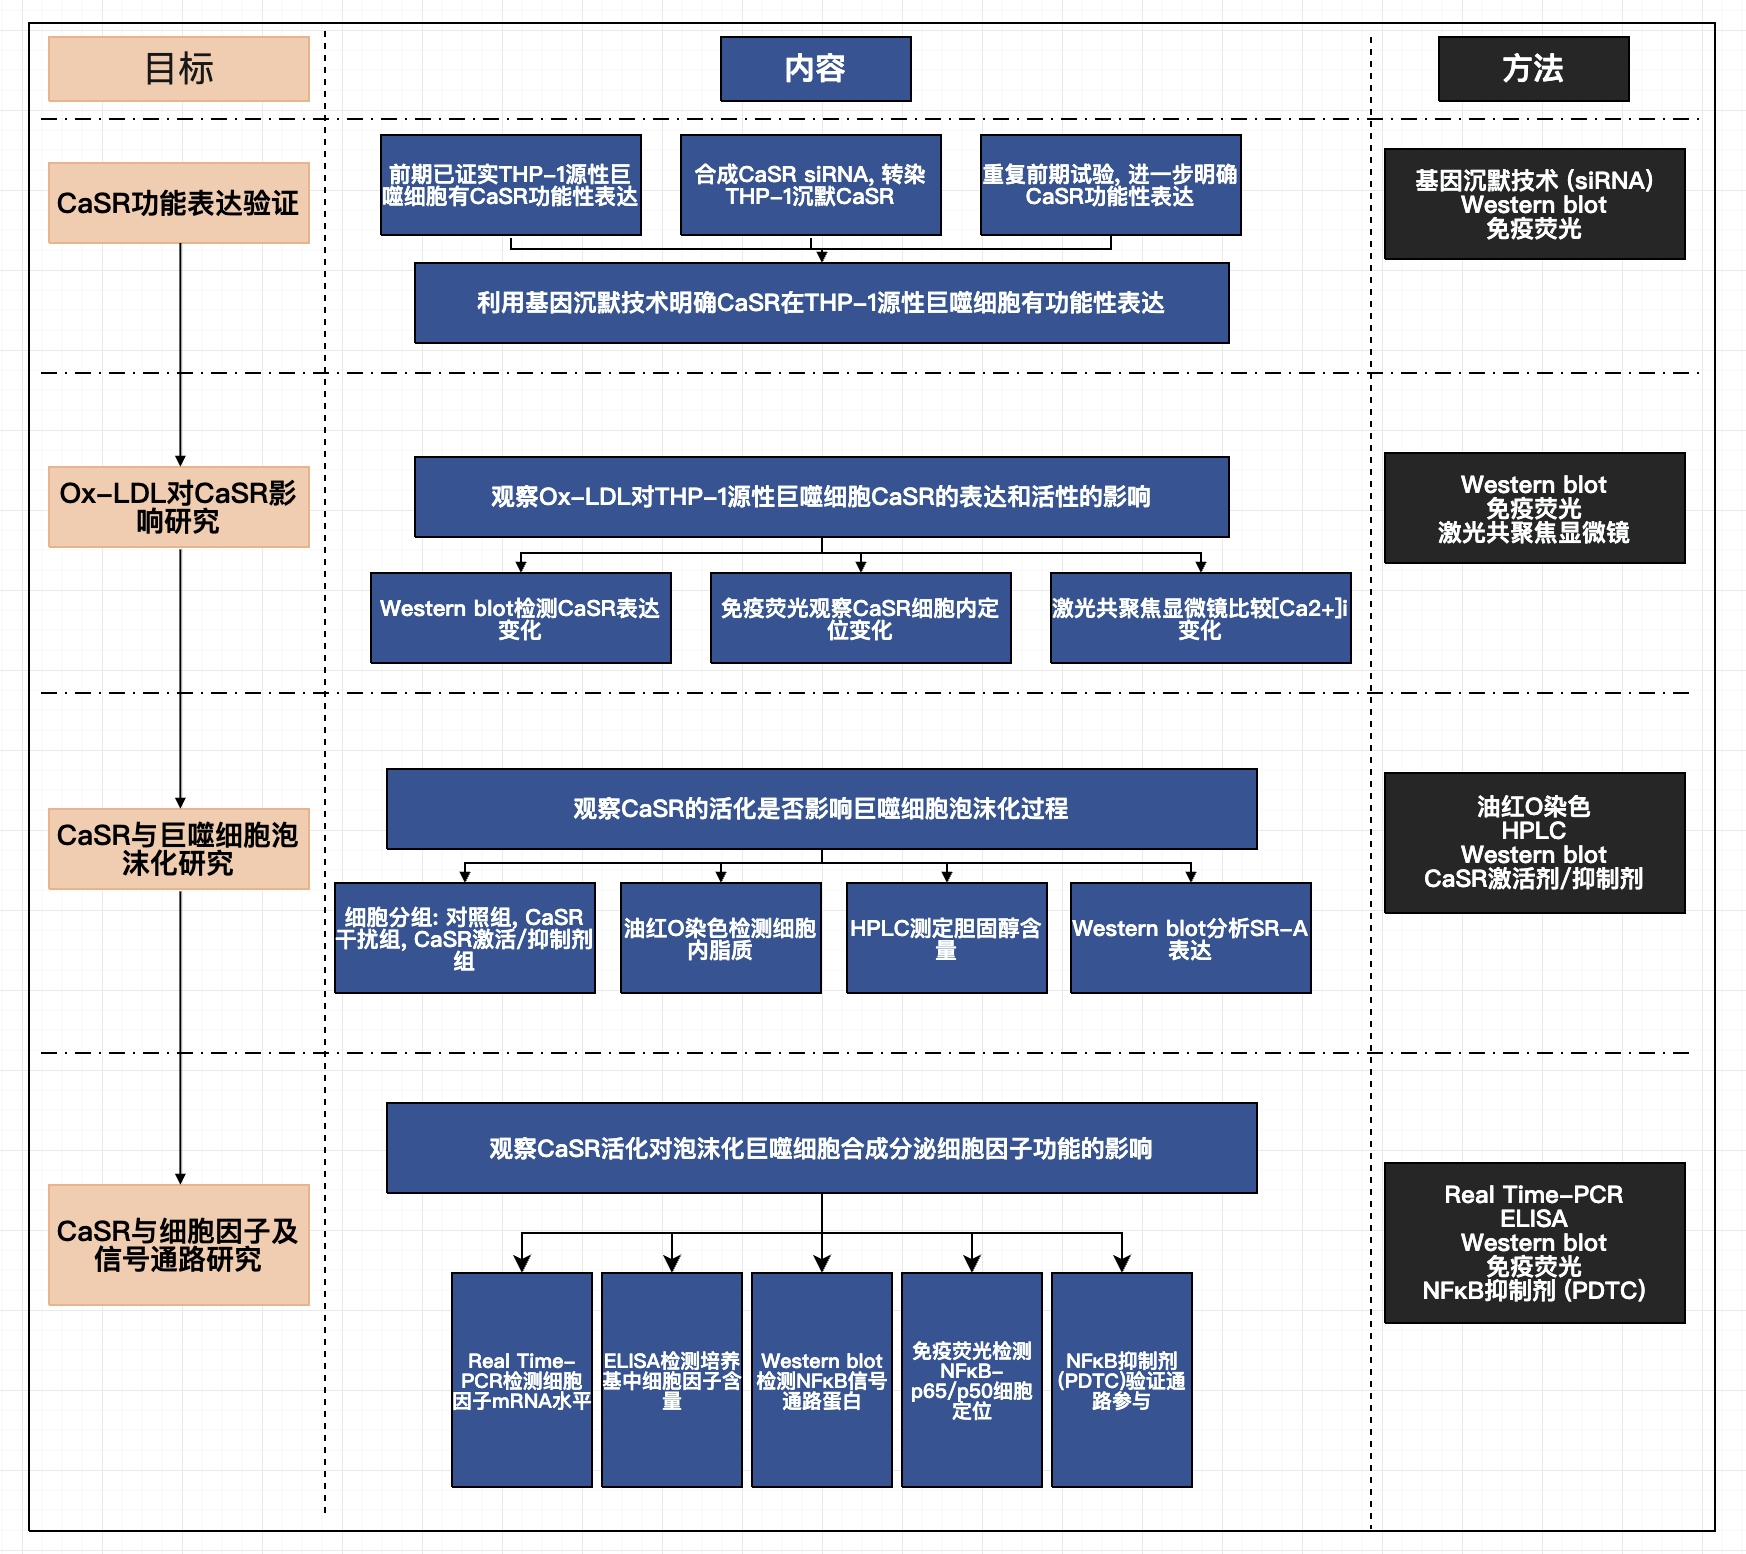 目标
内容
方法
CaSR功能表达验证
前期已证实THP-1源性巨
噬细胞有CaSR功能性表达
合成CaSR siRNA, 转染
THP-1沉默CaSR
重复前期试验, 进一步明确
CaSR功能性表达
利用基因沉默技术明确CaSR在THP-1源性巨噬细胞有功能性表达
基因沉默技术 (siRNA)
Western blot
免疫荧光
Ox-LDL对CaSR影
响研究
观察Ox-LDL对THP-1源性巨噬细胞CaSR的表达和活性的影响
Western blot检测CaSR表达
变化
免疫荧光观察CaSR细胞内定
位变化
激光共聚焦显微镜比较[Ca2+]i
变化
Western blot
免疫荧光
激光共聚焦显微镜
CaSR与巨噬细胞泡
沫化研究
观察CaSR的活化是否影响巨噬细胞泡沫化过程
细胞分组: 对照组, CaSR
干扰组, CaSR激活/抑制剂
组
油红O染色检测细胞
内脂质
HPLC测定胆固醇含
量
Western blot分析SR-A
表达
油红O染色
HPLC
Western blot
CaSR激活剂/抑制剂
CaSR与细胞因子及
信号通路研究
观察CaSR活化对泡沫化巨噬细胞合成分泌细胞因子功能的影响
Real Time-
PCR检测细胞
因子mRNA水平
ELISA检测培养
基中细胞因子含
量
Western blot
检测NFκB信号
通路蛋白
免疫荧光检测
NFκB-
p65/p50细胞
定位
NFκB抑制剂
(PDTC)验证通
路参与
Real Time-PCR
ELISA
Western blot
免疫荧光
NFκB抑制剂 (PDTC)